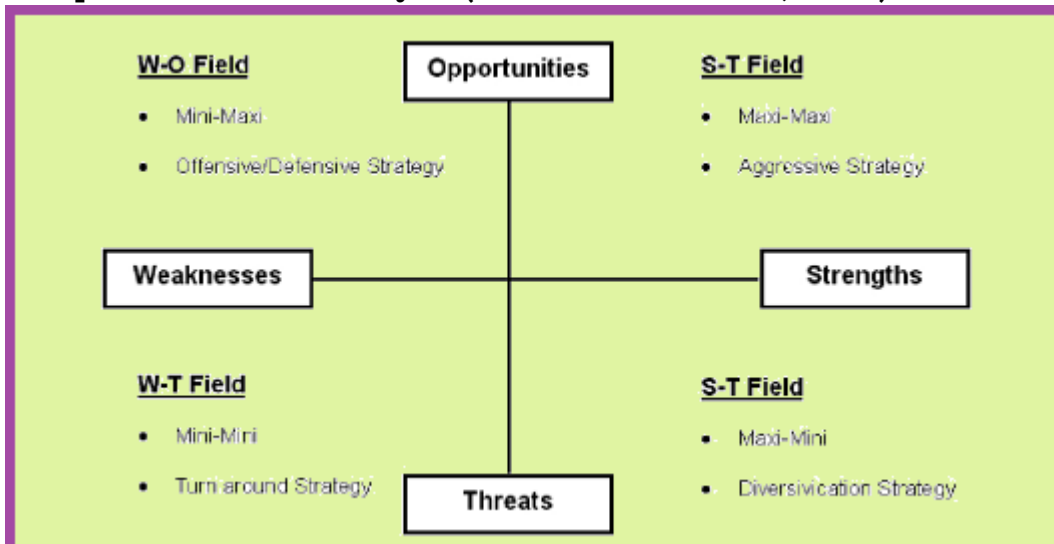 W-O Field
• Mini-Maxi
• Offensive/Defensive Strategy
Opportunities
S-T Field
• Maxi-Maxi
• Aggressive Strategy
Weaknesses
Strengths
W-T Field
• Mini-Mini
• Turn around Strategy
Threats
S-T Field
• Maxi-Mini
• Diversivication Strategy